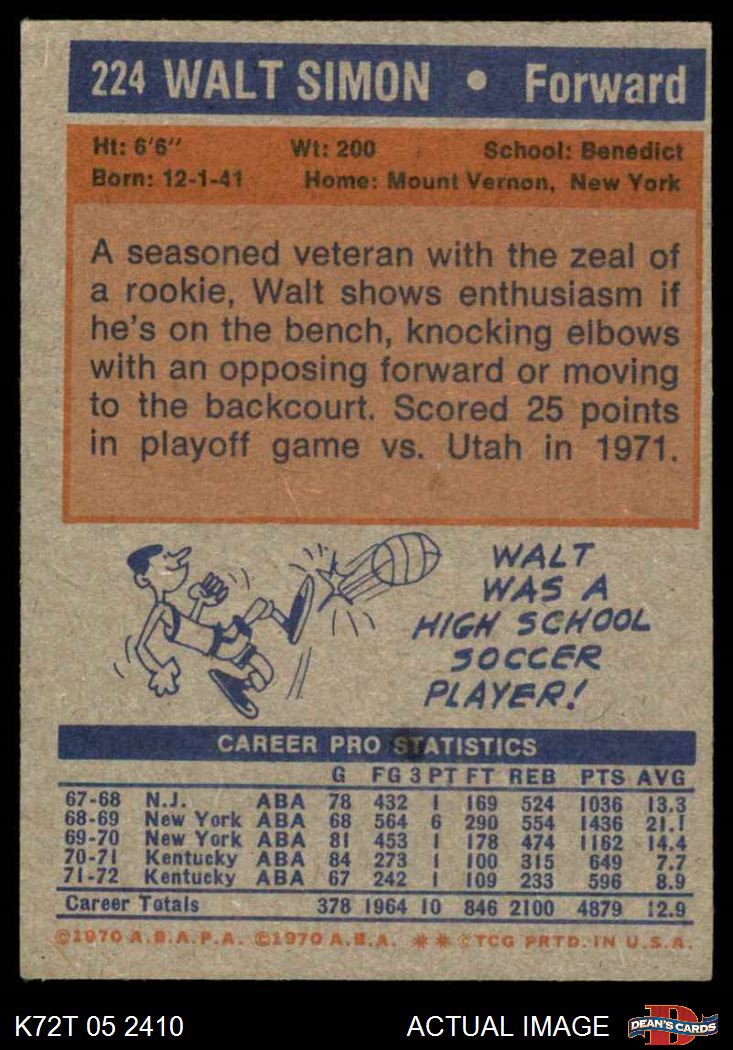 224 WALT SIMON • Forward
Ht: 6'6" Wt: 200 School: Benedict
Born: 12-1-41 Home: Mount Vernon, New York
A seasoned veteran with the zeal of
a rookie, Walt shows enthusiasm if
he's on the bench, knocking elbows
with an opposing forward or moving
to the backcourt. Scored 25 points
in playoff game vs. Utah in 1971.
WALT
WAS A
HIGH SCHOOL
SOCCER
PLAYER!
CAREER PRO STATISTICS
G FG 3 PT FT REB PTS AVG
67-68 N.J. ABA 78 432 1 169 524 1036 13.3
68-69 New York ABA 68 564 6 290 554 1436 21.1
69-70 New York ABA 81 453 1 178 474 1162 14.4
70-71 Kentucky ABA 84 273 1 100 315 649 7.7
71-72 Kentucky ABA 67 242 1 109 233 596 8.9
Career Totals 378 1964 10 846 2100 4879 12.9
©1970 A.B.A.P.A. ©1970 A.B.A. ** ©TCG PRTD. IN U.S.A.
K72T 05 2410 ACTUAL IMAGE D DEAN'S CARDS